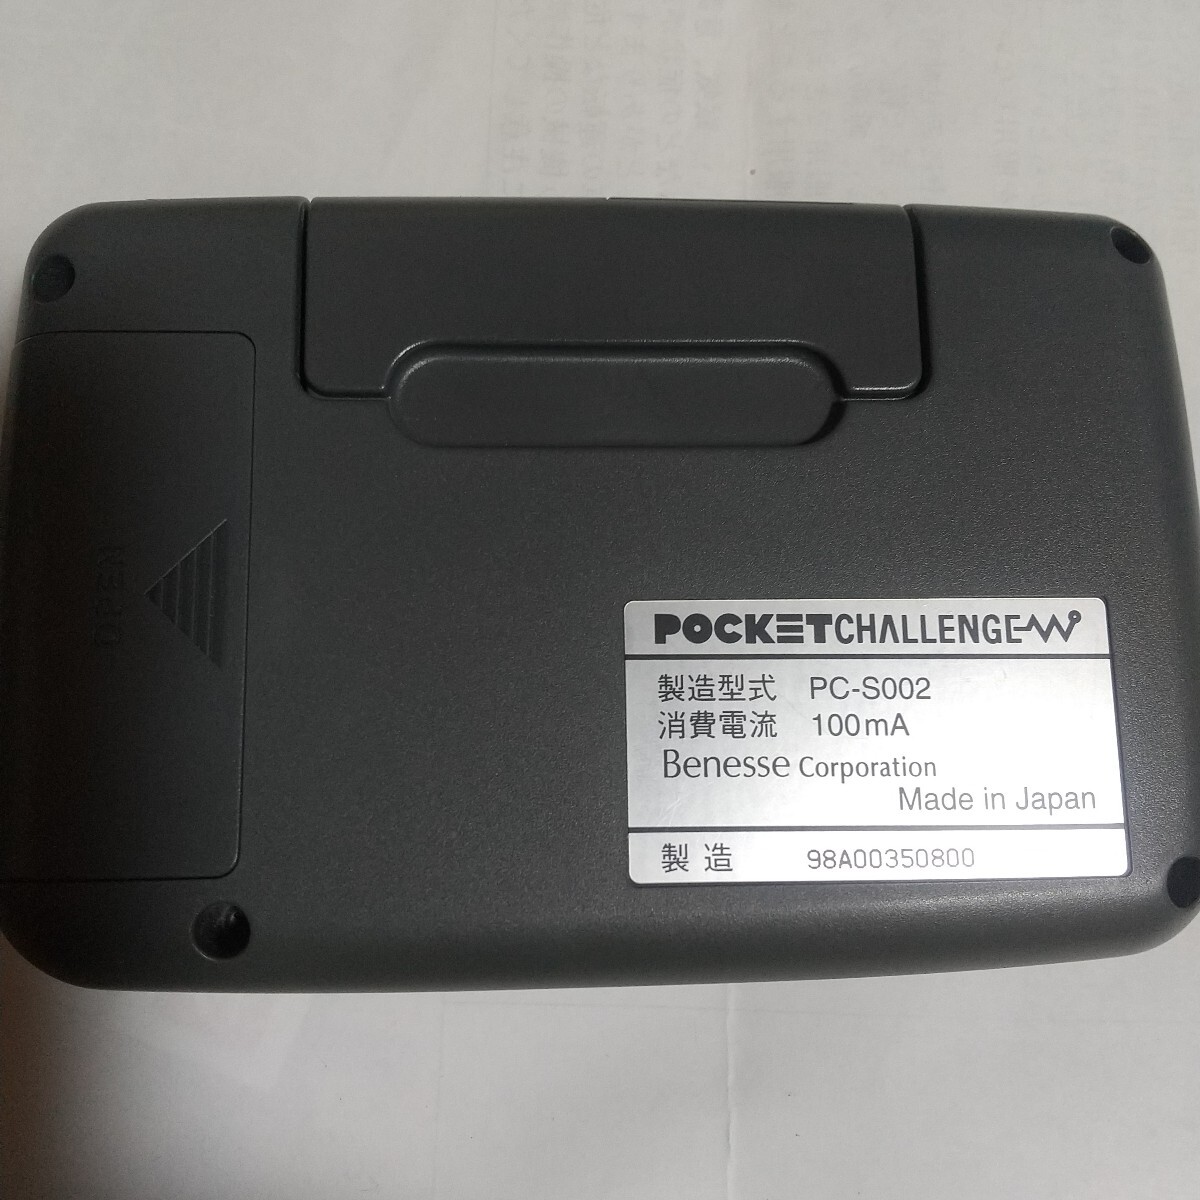 OPEN
POCKETCHALLENGE
製造型式 PC-S002
消費電流 100mA
Benesse Corporation
Made in Japan
製造 98A00350800